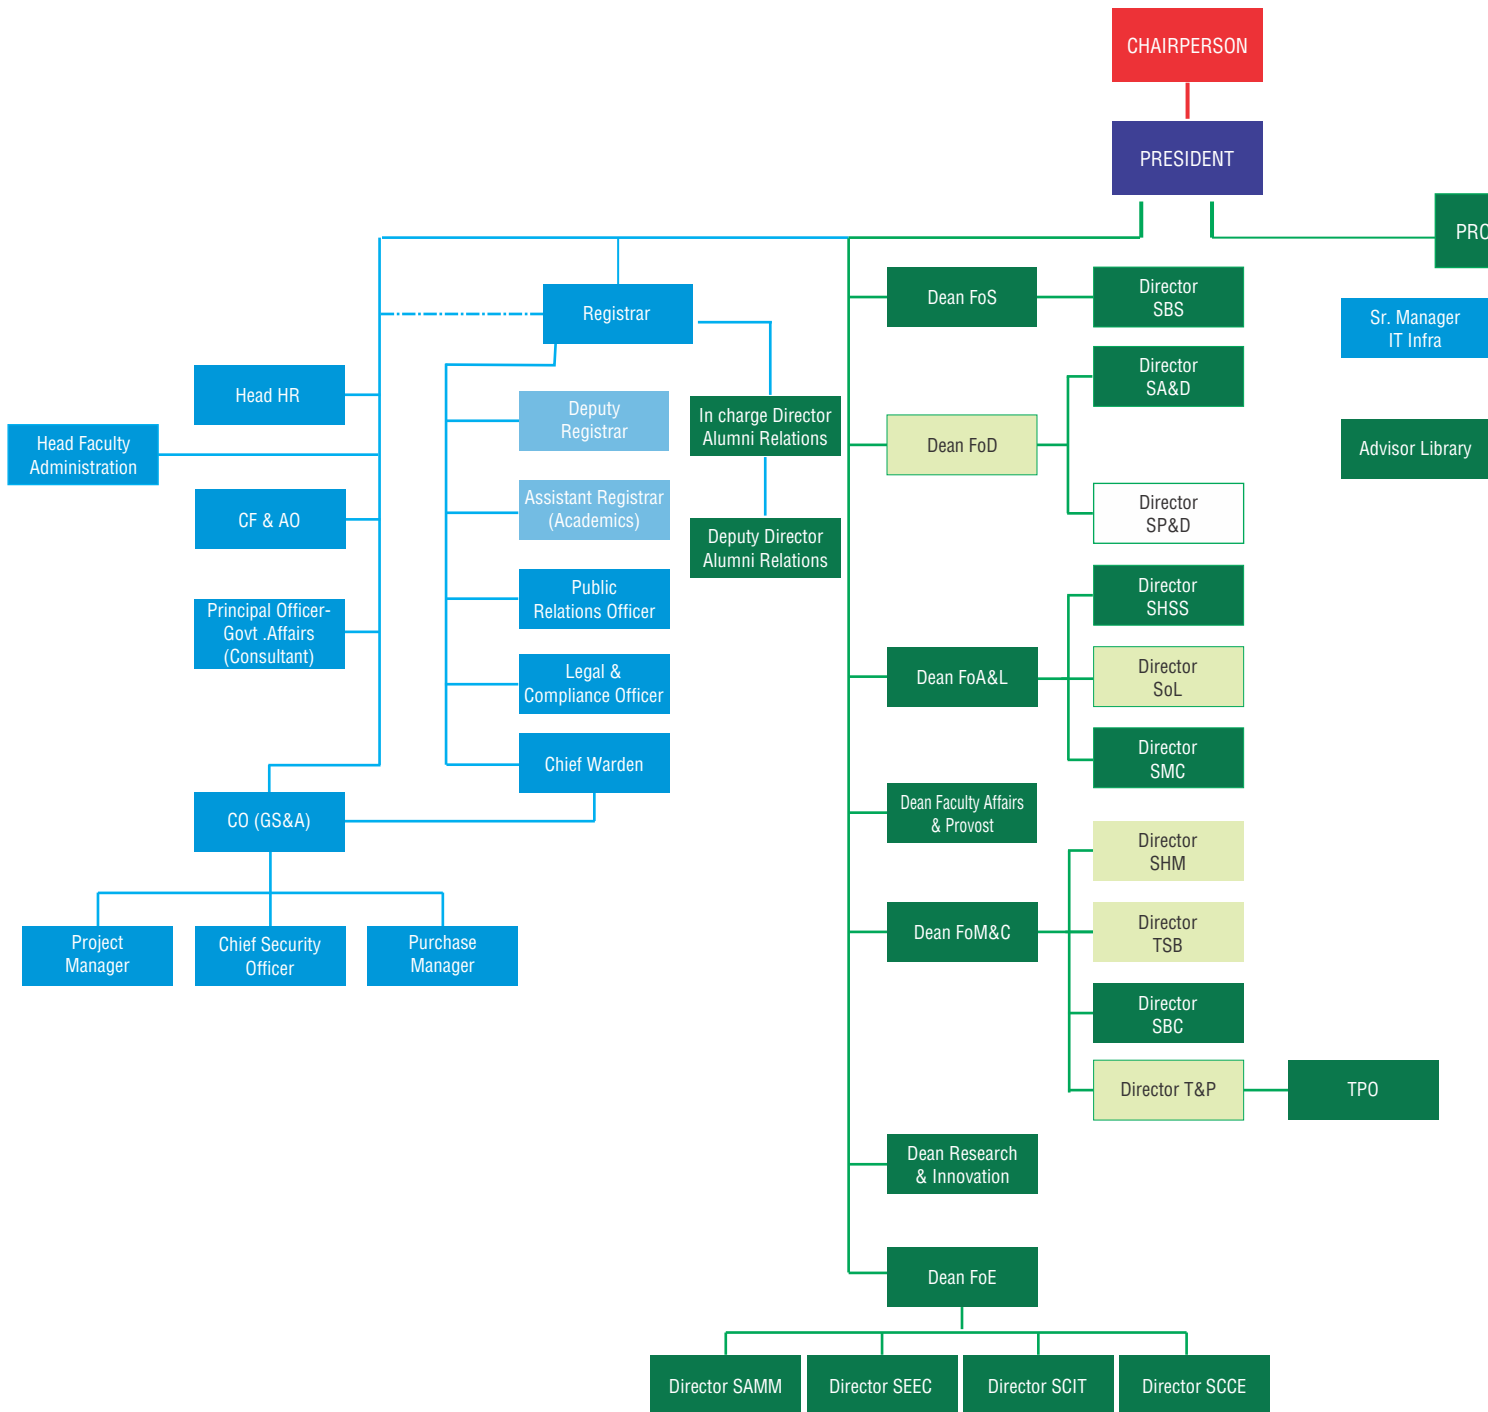 CHAIRPERSON
PRESIDENT
PRO
Dean FoS
Director
SBS
Registrar
Sr. Manager
IT Infra
Head HR
Director
SA&D
Deputy
Registrar
In charge Director
Alumni Relations
Head Faculty
Administration
Dean FoD
Advisor Library
CF & AO
Assistant Registrar
(Academics)
Director
SP&D
Deputy Director
Alumni Relations
Principal Officer-
Govt .Affairs
(Consultant)
Public
Relations Officer
Director
SHSS
Legal &
Compliance Officer
Dean FoA&L
Director
SoL
Chief Warden
Director
SMC
CO (GS&A)
Dean Faculty Affairs
& Provost
Director
SHM
Project
Manager
Chief Security
Officer
Purchase
Manager
Dean FoM&C
Director
TSB
Director
SBC
Director T&P
TPO
Dean Research
& Innovation
Dean FoE
Director SAMM
Director SEEC
Director SCIT
Director SCCE